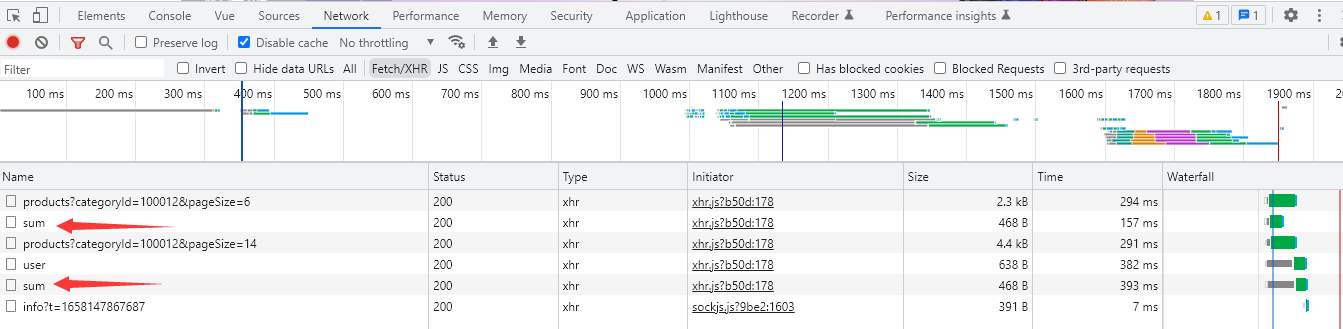 Elements Console Vue Sources Network Performance Memory Security Application Lighthouse Recorder Performance insights 1 1
Preserve log Disable cache No throttling
Filter Invert Hide data URLs All Fetch/XHR JS CSS Img Media Font Doc WS Wasm Manifest Other Has blocked cookies Blocked Requests 3rd-party requests
100 ms 200 ms 300 ms 400 ms 500 ms 600 ms 700 ms 800 ms 900 ms 1000 ms 1100 ms 1200 ms 1300 ms 1400 ms 1500 ms 1600 ms 1700 ms 1800 ms 1900 ms
Name Status Type Initiator Size Time Waterfall
products?categoryId=100012&pageSize=6 200 xhr xhr.js?b50d:178 2.3 kB 294 ms
sum 200 xhr xhr.js?b50d:178 468 B 157 ms
products?categoryId=100012&pageSize=14 200 xhr xhr.js?b50d:178 4.4 kB 291 ms
user 200 xhr xhr.js?b50d:178 638 B 382 ms
sum 200 xhr xhr.js?b50d:178 468 B 393 ms
info?t=1658147867687 200 xhr sockjs.js?9be2:1603 391 B 7 ms